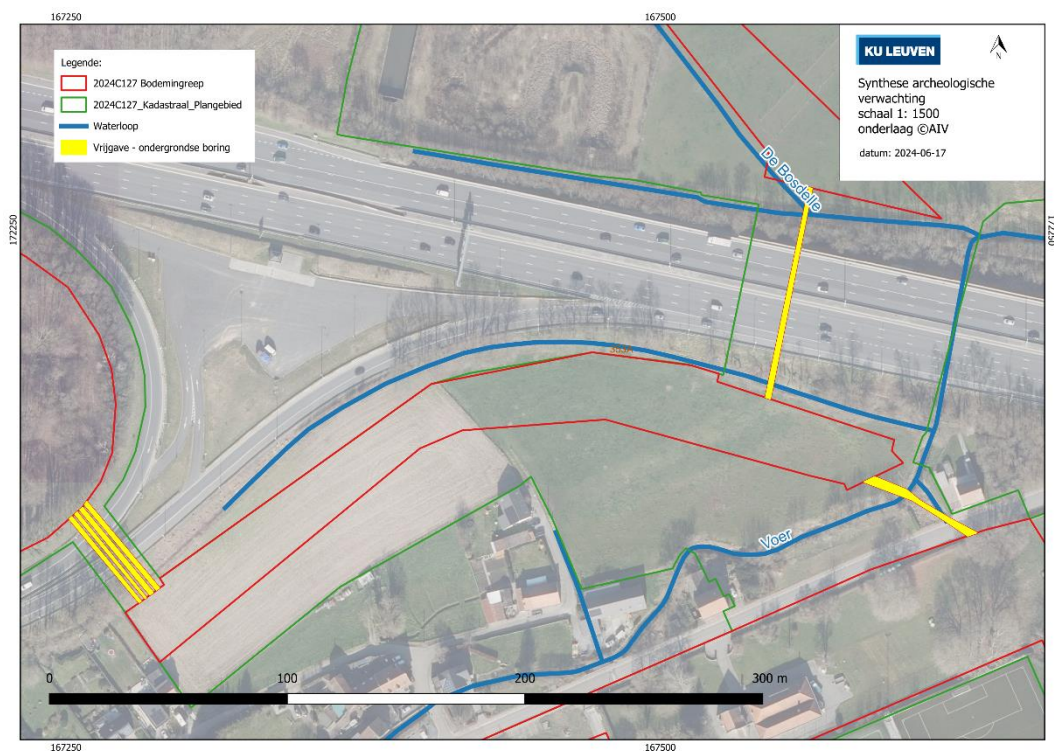 167250
167500
Legende:
2024C127 Bodemingreep
2024C127_Kadastraal_Plangebied
Waterloop
Vrijgave - ondergrondse boring
KU LEUVEN
N
Synthese archeologische
verwachting
schaal 1: 1500
onderlaag ©AIV
datum: 2024-06-17
De Bosdelle
172250
172250
Voer
0
100
200
300 m
167250
167500